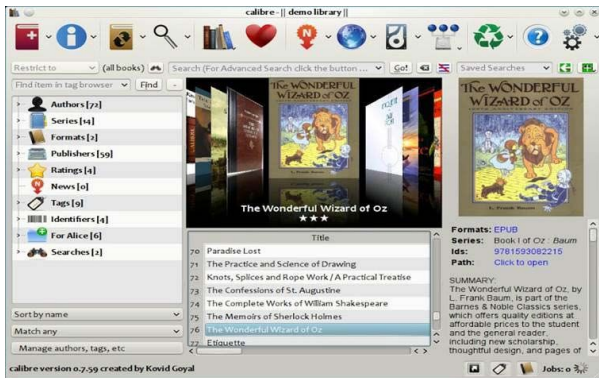 calibre - || demo library ||
Restrict to
(all books)
Search (For Advanced Search click the button ...
Go!
Saved Searches
Find item in tag browser
Find
Authors [72]
Series [14]
Formats [2]
Publishers [59]
Ratings [4]
News [0]
Tags [9]
Identifiers [4]
For Alice [6]
Searches [2]
Sort by name
Match any
Manage authors, tags, etc
The Wonderful Wizard of Oz
★★★
Title
70 Paradise Lost
71 The Practice and Science of Drawing
72 Knots, Splices and Rope Work / A Practical Treatise
73 The Confessions of St. Augustine
74 The Complete Works of William Shakespeare
75 The Memoirs of Sherlock Holmes
76 The Wonderful Wizard of Oz
77 Etiquette
THE WONDERFUL
WIZARD OF OZ
L. Frank Baum
Formats: EPUB
Series: Book I of Oz : Baum
Ids: 9781593082215
Path: Click to open
SUMMARY:
The Wonderful Wizard of Oz, by
L. Frank Baum, is part of the
Barnes & Noble Classics series,
which offers quality editions at
affordable prices to the student
and the general reader,
including new scholarship,
thoughtful design, and pages of
calibre version 0.7.59 created by Kovid Goyal
Jobs: 0